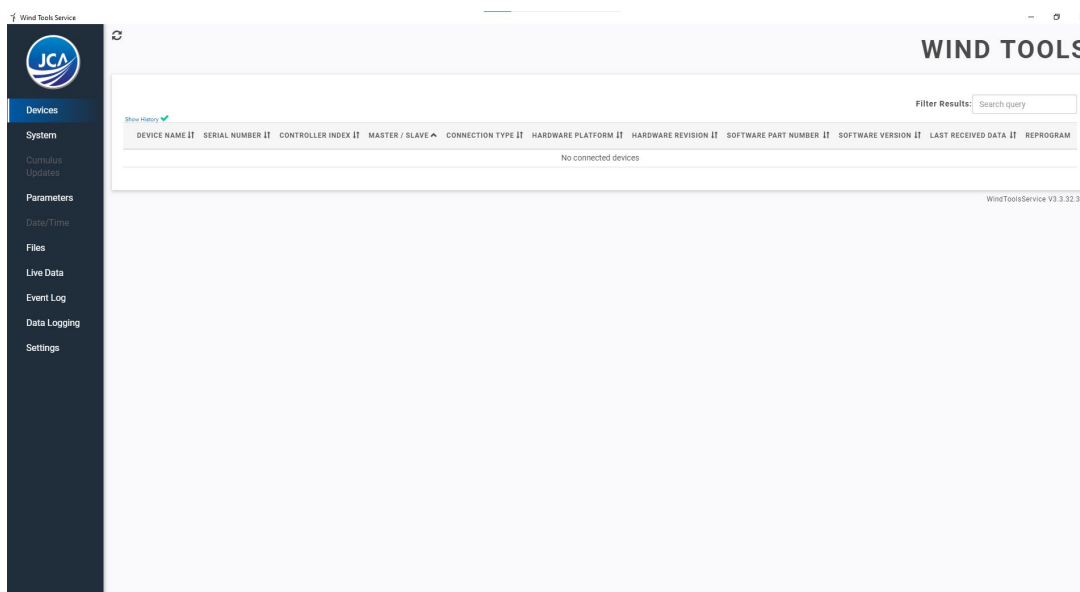 Wind Tools Service
JCA
WIND TOOLS
Devices
System
Cumulus
Updates
Parameters
Date/Time
Files
Live Data
Event Log
Data Logging
Settings
Filter Results: Search query
Show History
DEVICE NAME SERIAL NUMBER CONTROLLER INDEX MASTER / SLAVE CONNECTION TYPE HARDWARE PLATFORM HARDWARE REVISION SOFTWARE PART NUMBER SOFTWARE VERSION LAST RECEIVED DATA REPROGRAM
No connected devices
WindToolsService V3.3.32.3